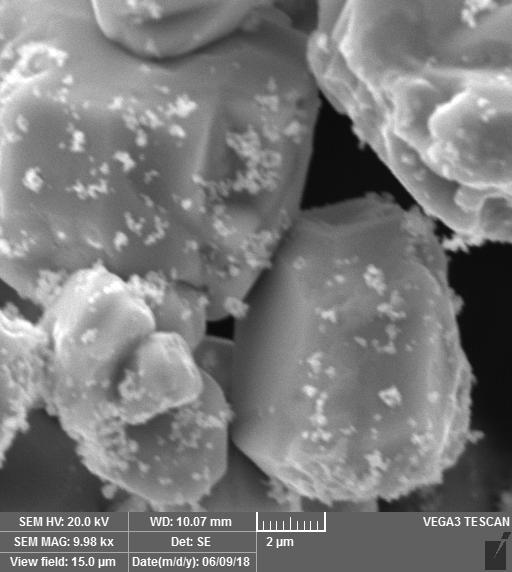 SEM HV: 20.0 kV WD: 10.07 mm VEGA3 TESCAN
SEM MAG: 9.98 kx Det: SE 2 µm
View field: 15.0 µm Date(m/d/y): 06/09/18